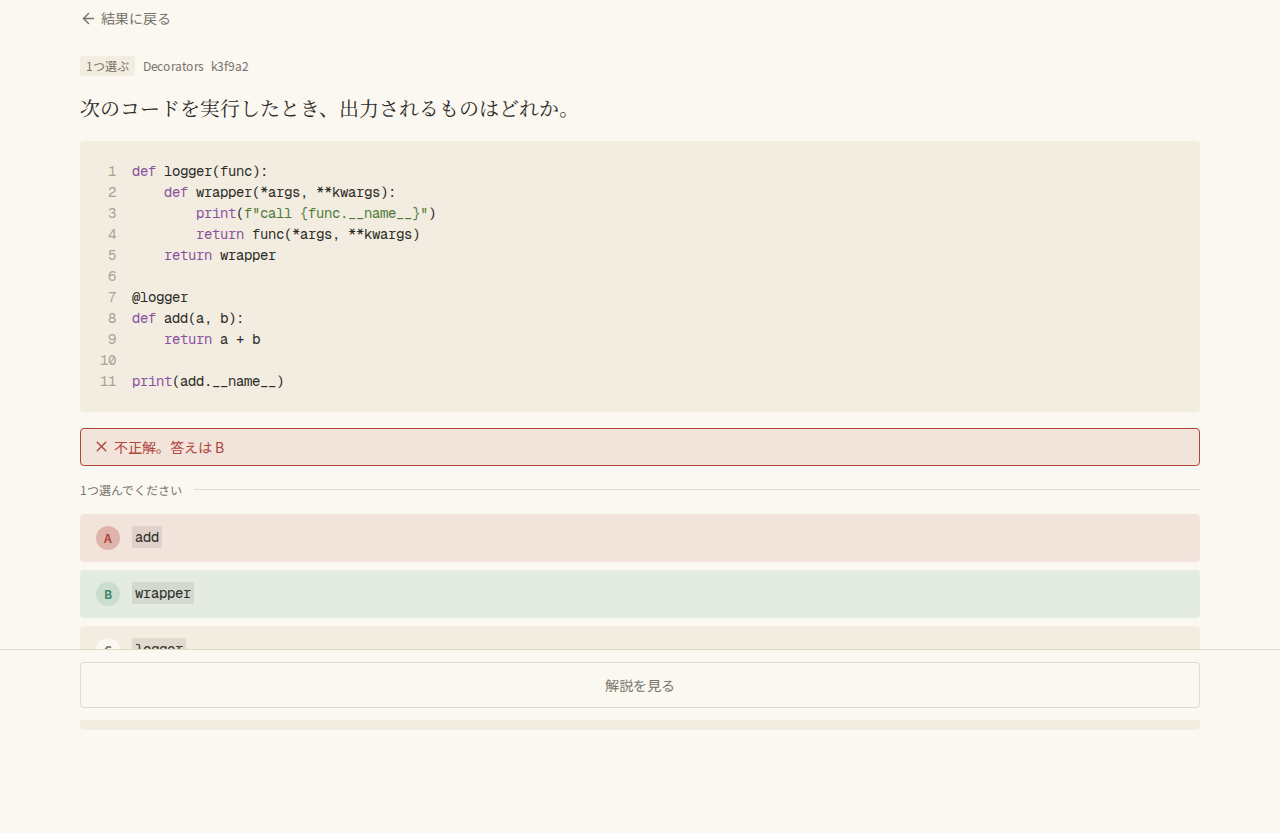 結果に戻る
1つ選ぶ Decorators k3f9a2
次のコードを実行したとき、出力されるものはどれか。
1 def logger(func):
2     def wrapper(*args, **kwargs):
3         print(f"call {func.__name__}")
4         return func(*args, **kwargs)
5     return wrapper
6
7 @logger
8 def add(a, b):
9     return a + b
10
11 print(add.__name__)
不正解。答えは B
1つ選んでください
A add
B wrapper
C logger
解説を見る